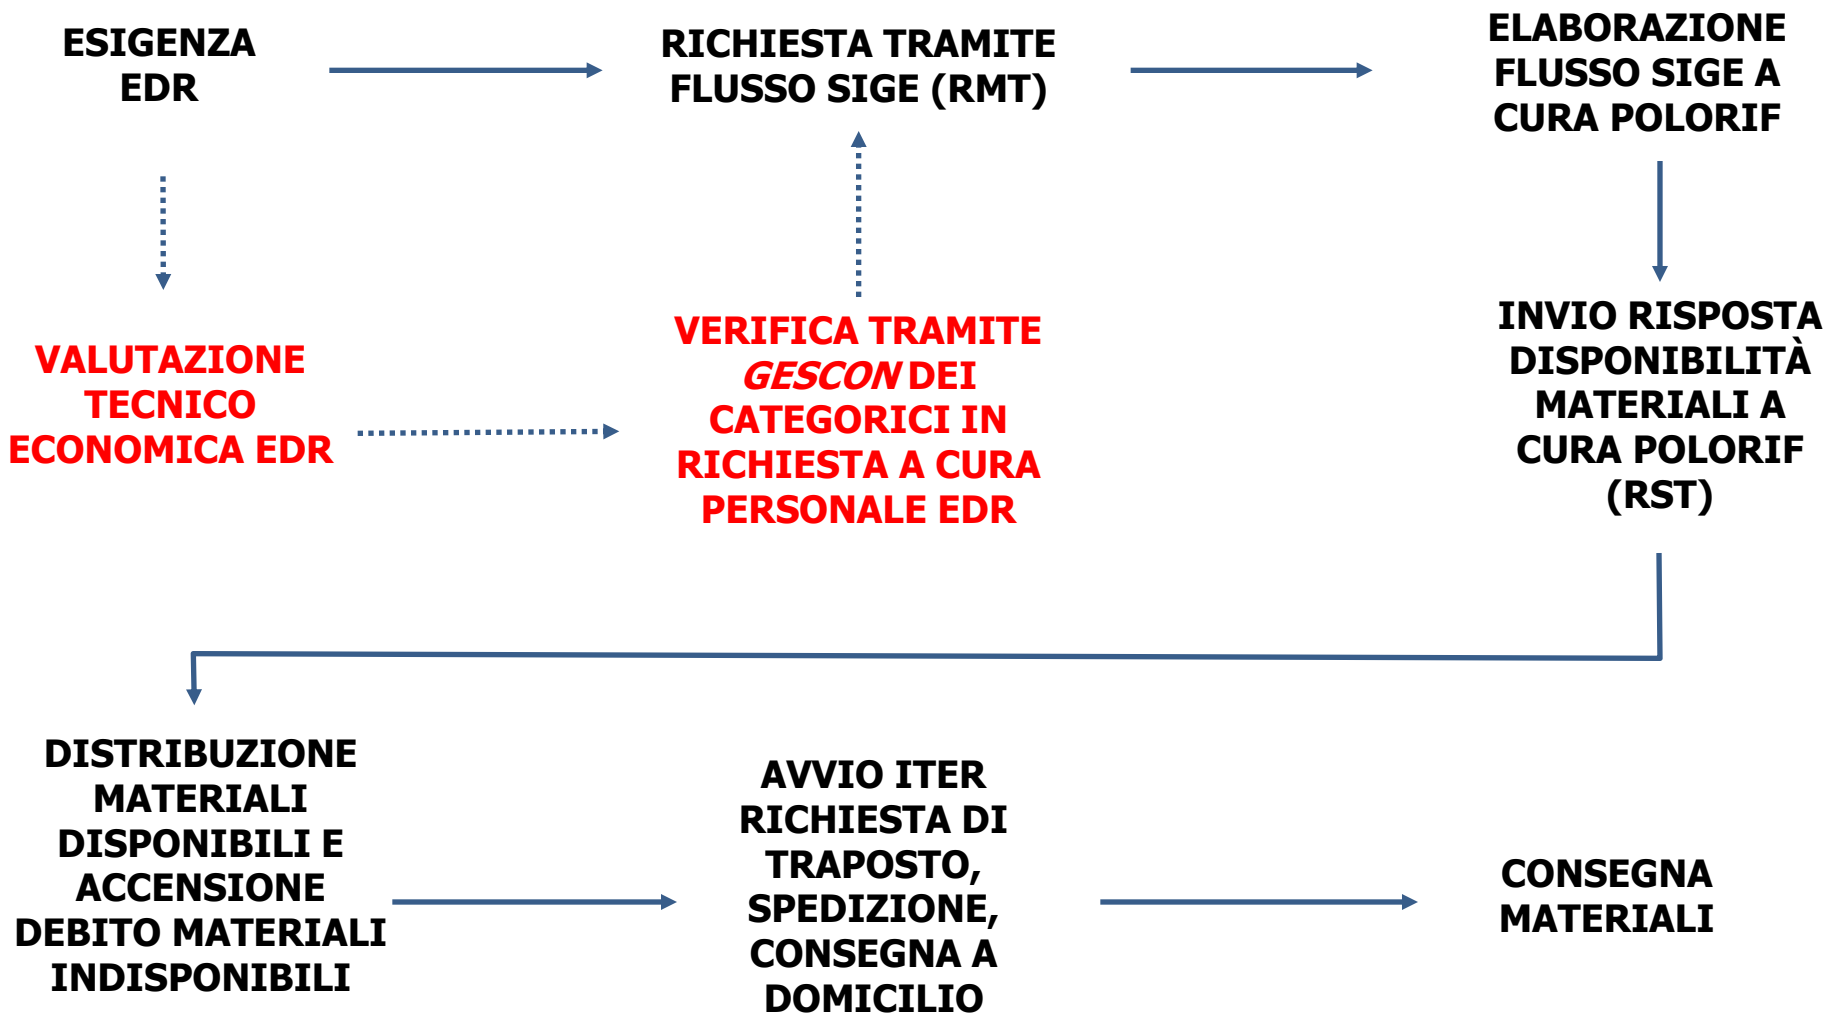 ESIGENZA
EDR
RICHIESTA TRAMITE
FLUSSO SIGE (RMT)
ELABORAZIONE
FLUSSO SIGE A
CURA POLORIF
VALUTAZIONE
TECNICO
ECONOMICA EDR
VERIFICA TRAMITE
GESCON DEI
CATEGORICI IN
RICHIESTA A CURA
PERSONALE EDR
INVIO RISPOSTA
DISPONIBILITÀ
MATERIALI A
CURA POLORIF
(RST)
DISTRIBUZIONE
MATERIALI
DISPONIBILI E
ACCENSIONE
DEBITO MATERIALI
INDISPONIBILI
AVVIO ITER
RICHIESTA DI
TRAPOSTO,
SPEDIZIONE,
CONSEGNA A
DOMICILIO
CONSEGNA
MATERIALI